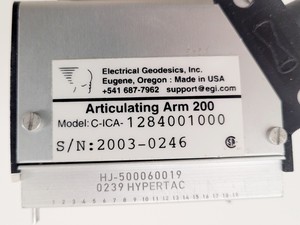 Electrical Geodesics, Inc.
Eugene, Oregon : Made in USA
+541 687-7962 support@egi.com
Articulating Arm 200
Model: C-ICA-1284001000
S/N:2003-0246
HJ-500060019
0239 HYPERTAC